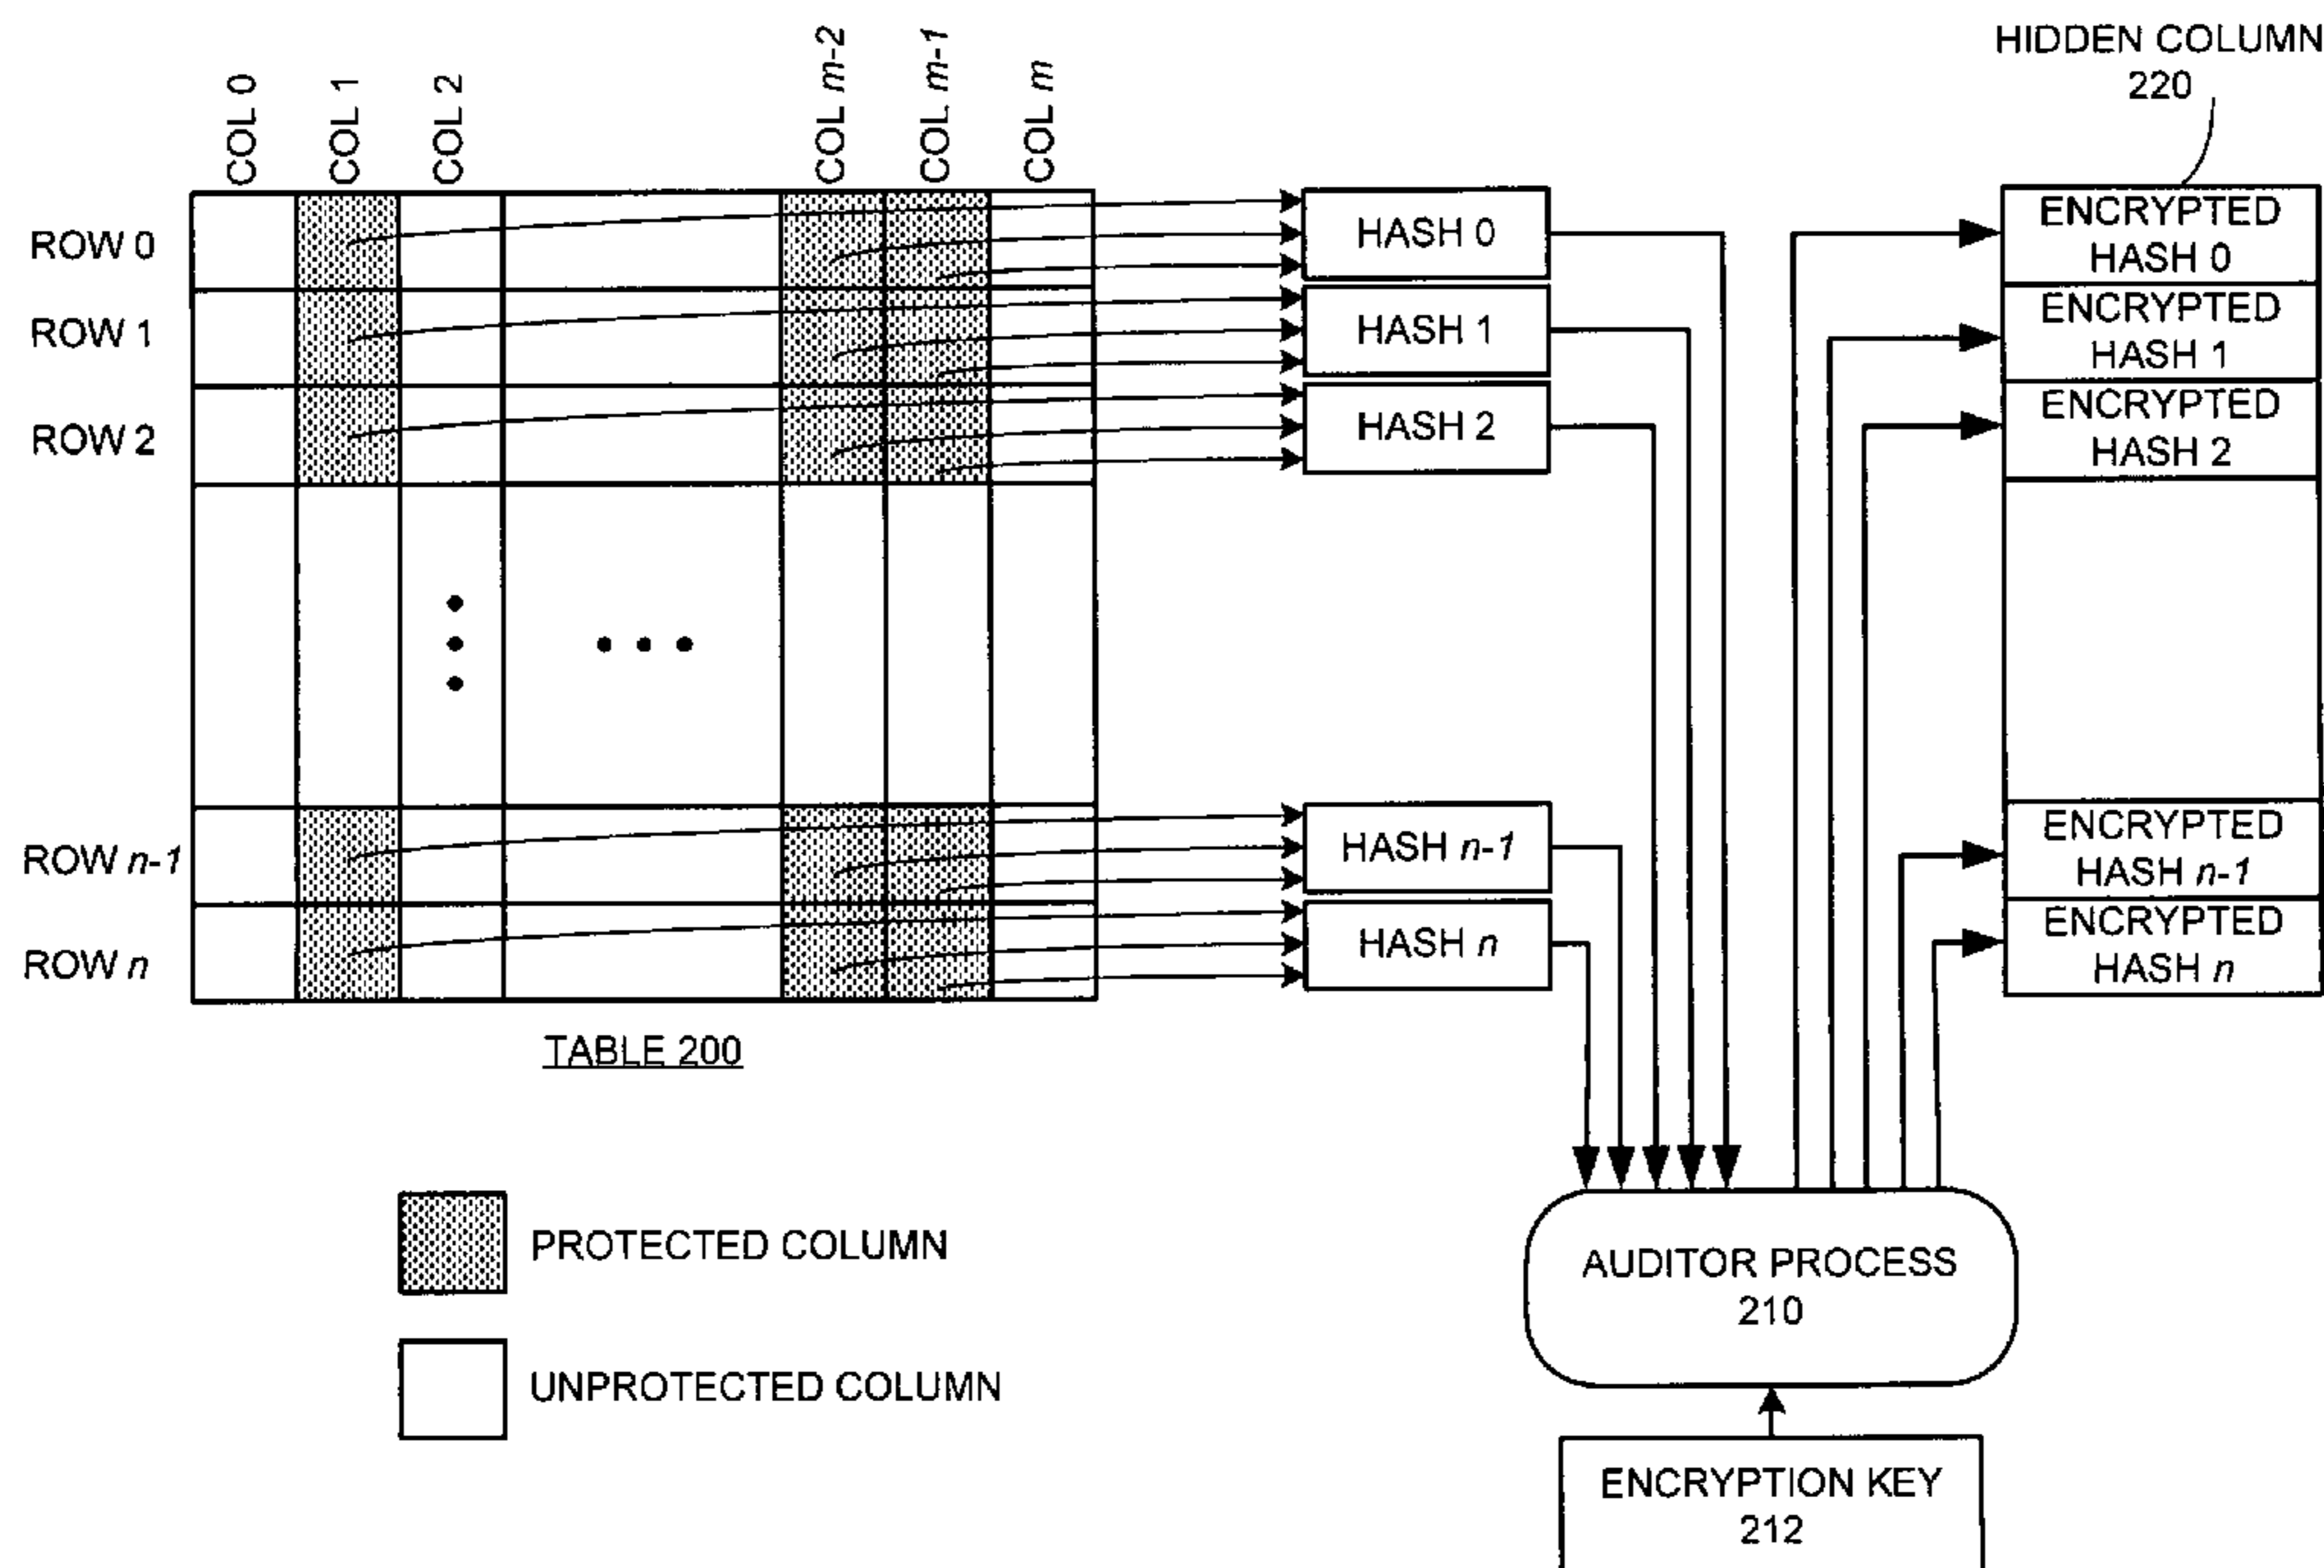 HIDDEN COLUMN
220
COL 0
COL 1
COL 2
COL m-2
COL m-1
COL m
ROW 0
ROW 1
ROW 2
ROW n-1
ROW n
HASH 0
HASH 1
HASH 2
HASH n-1
HASH n
ENCRYPTED
HASH 0
ENCRYPTED
HASH 1
ENCRYPTED
HASH 2
ENCRYPTED
HASH n-1
ENCRYPTED
HASH n
TABLE 200
PROTECTED COLUMN
UNPROTECTED COLUMN
AUDITOR PROCESS
210
ENCRYPTION KEY
212